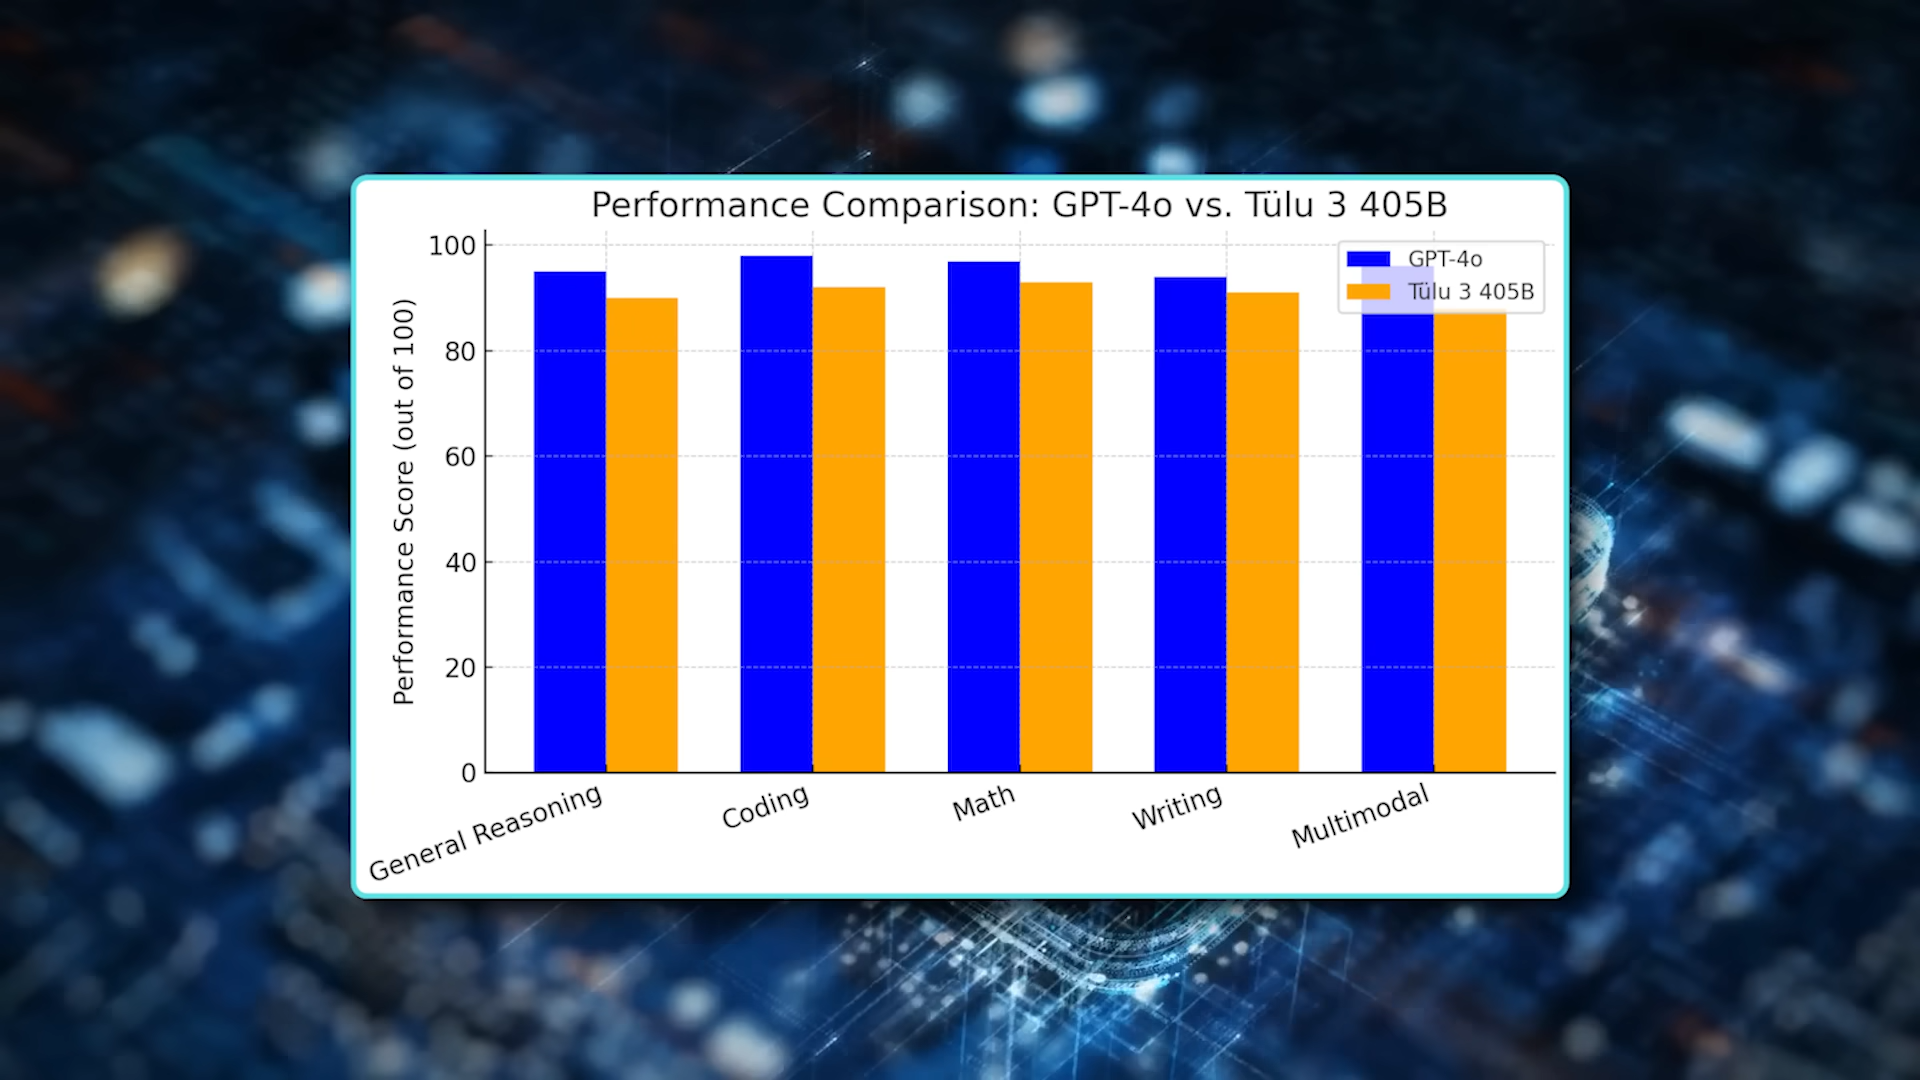 Performance Comparison: GPT-4o vs. Tülu 3 405B
GPT-4o
Tülu 3 405B
Performance Score (out of 100)
100
80
60
40
20
0
General Reasoning
Coding
Math
Writing
Multimodal